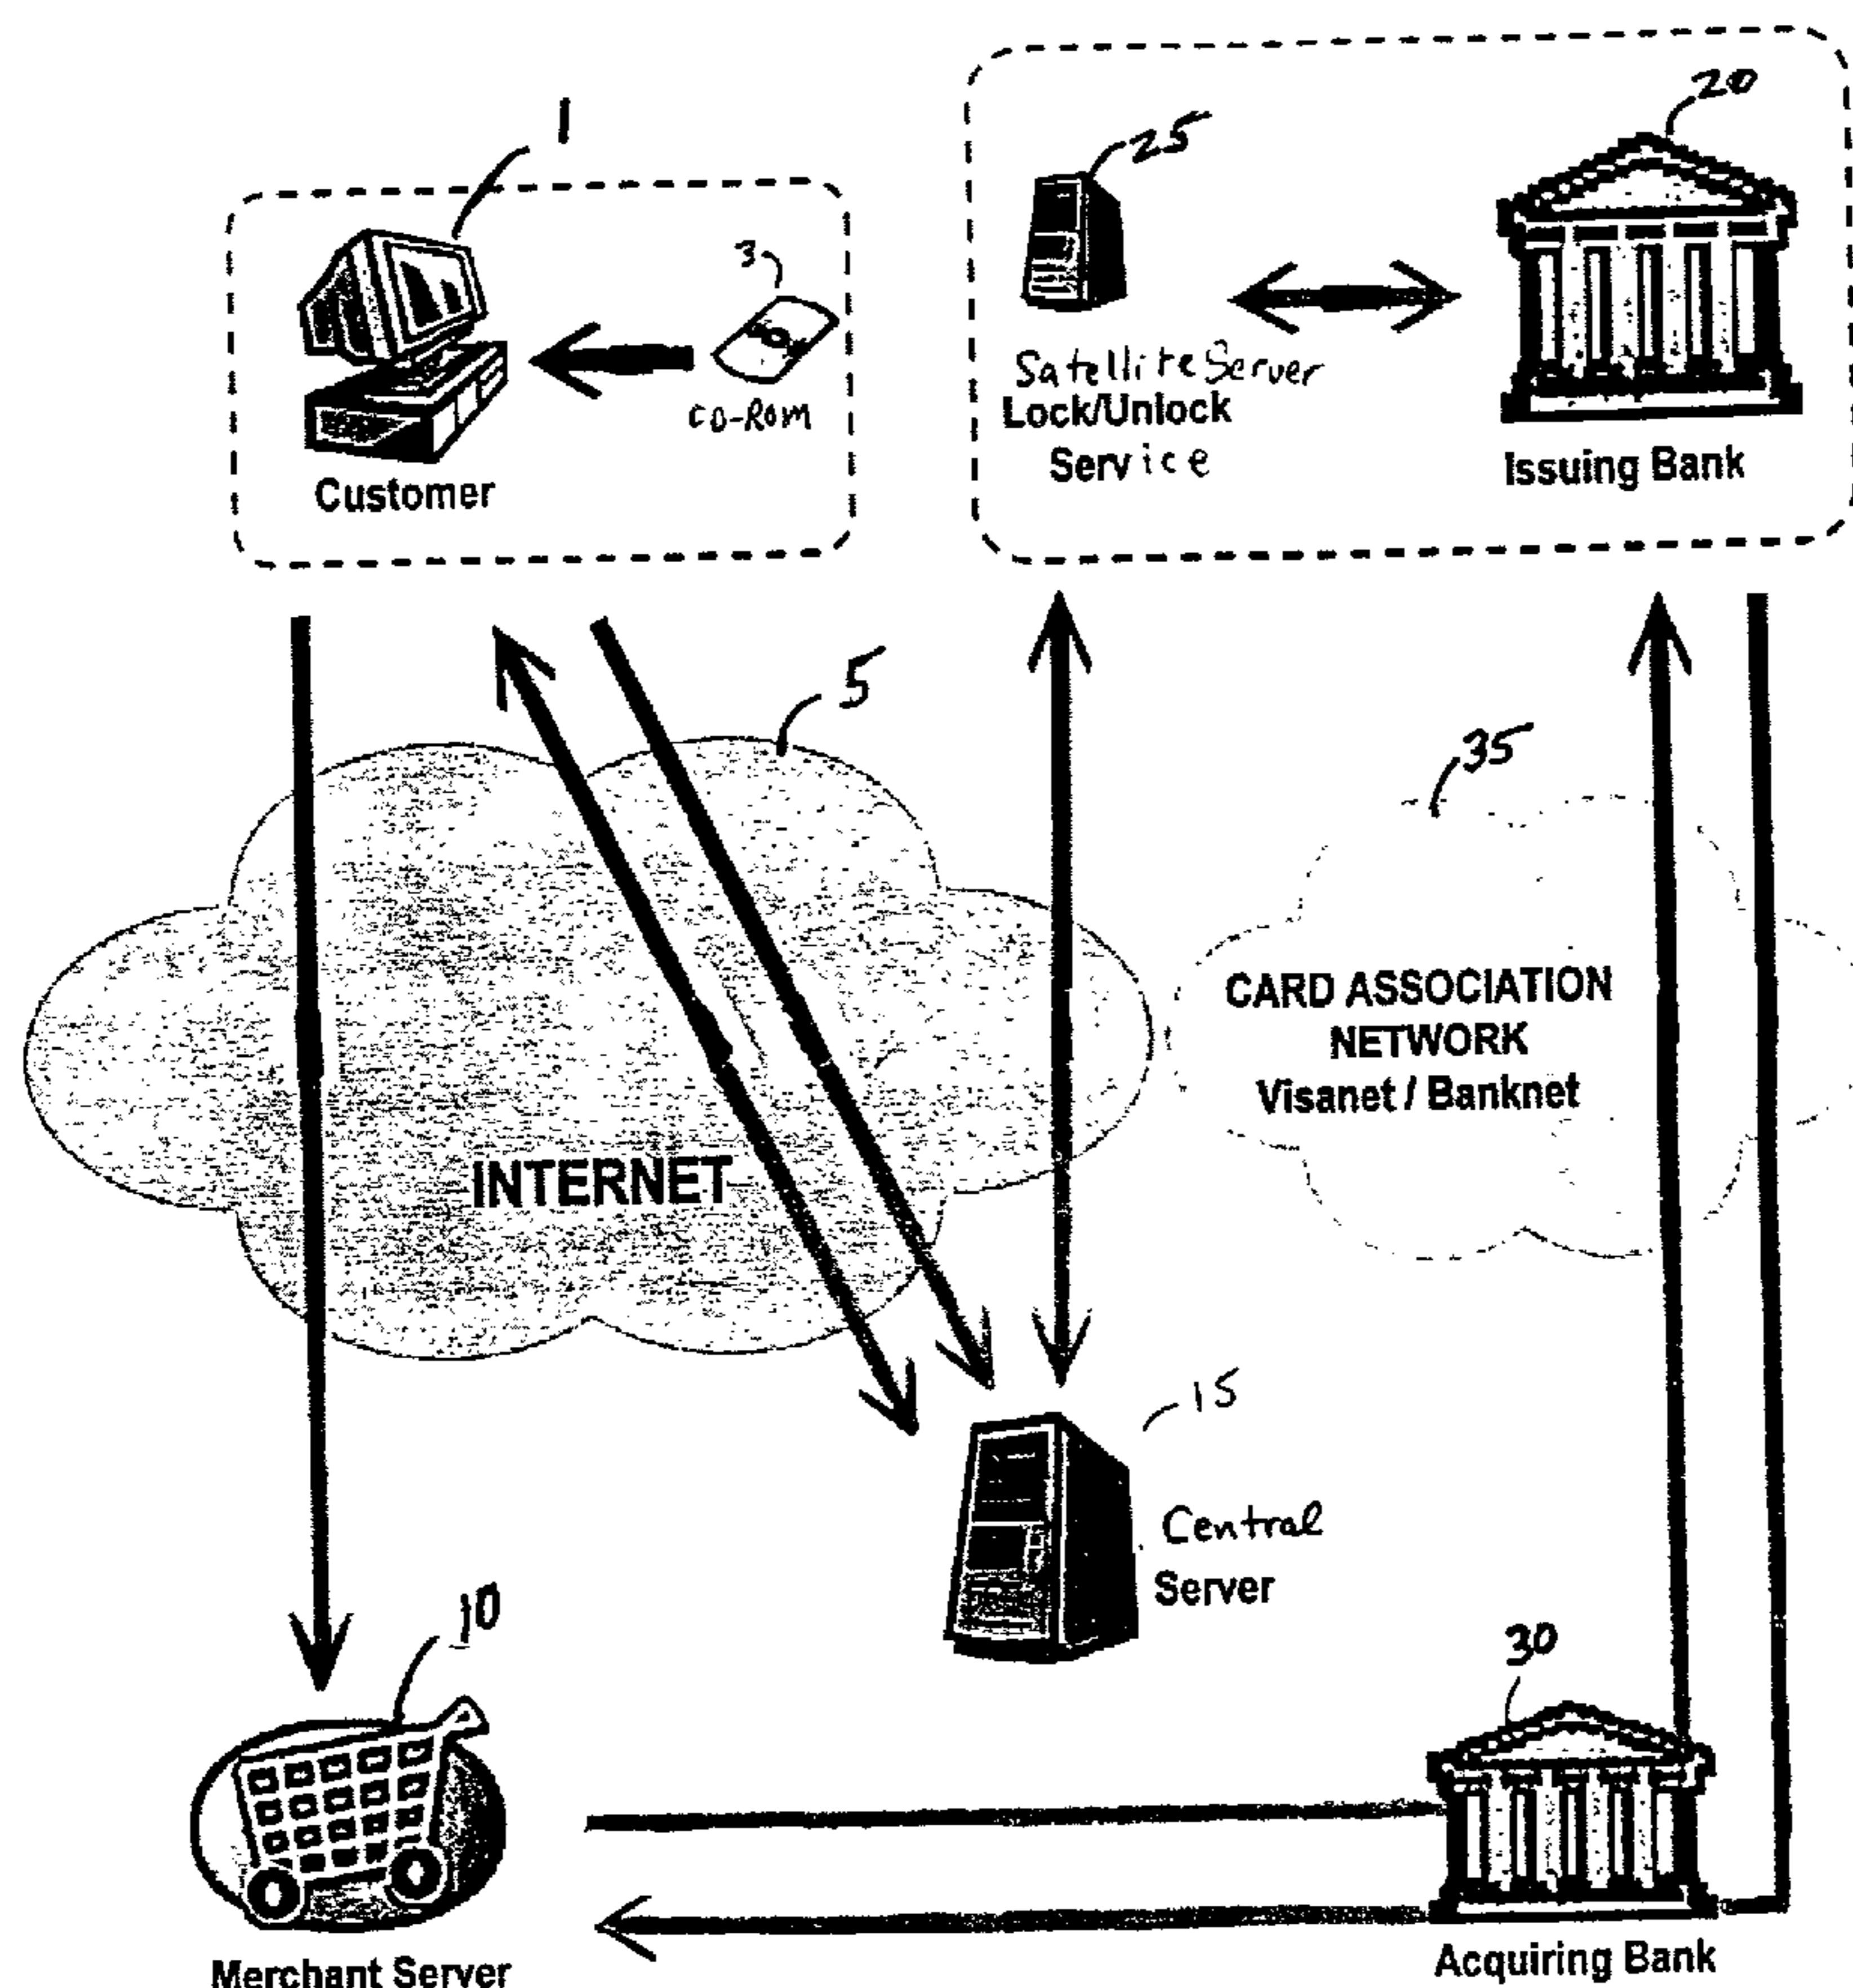 1
20
25
3
CD-ROM
Customer
Satellite Server
Lock/Unlock
Service
Issuing Bank
5
35
CARD ASSOCIATION
NETWORK
Visanet / Banknet
INTERNET
15
Central
Server
10
30
Merchant Server
Acquiring Bank